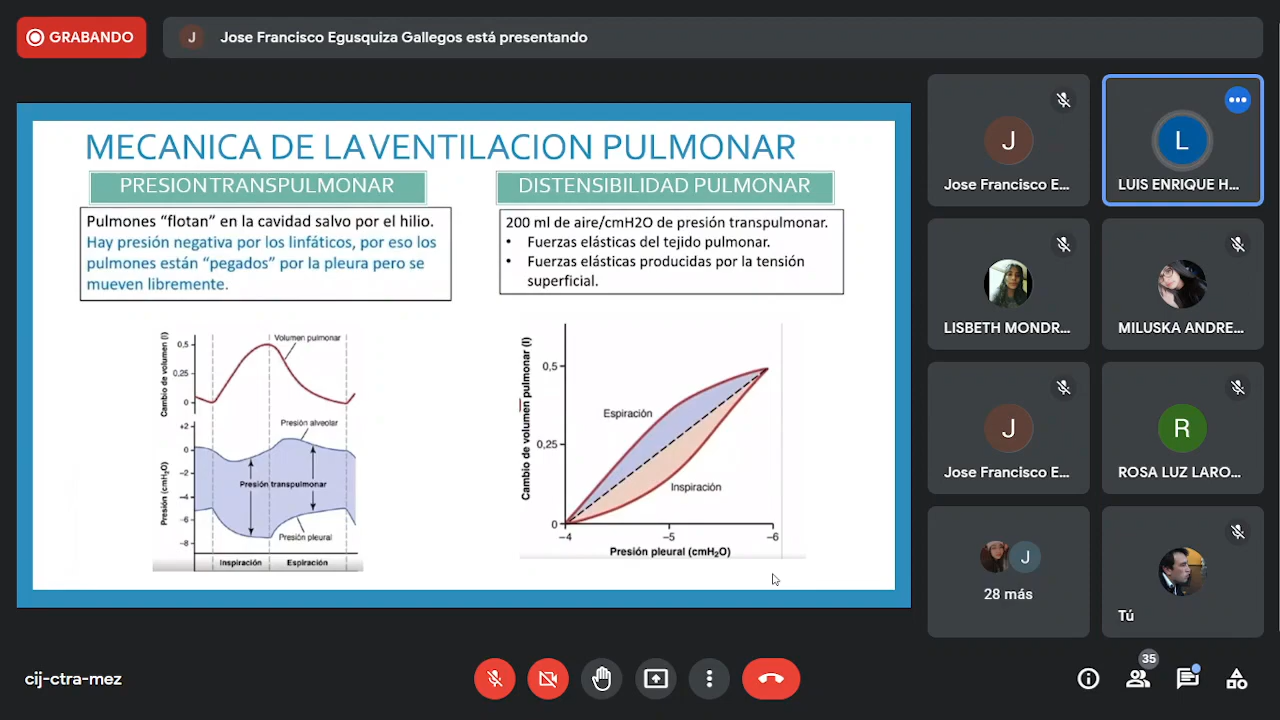 GRABANDO
J
Jose Francisco Egusquiza Gallegos está presentando
MECANICA DE LA VENTILACION PULMONAR
PRESION TRANSPULMONAR
Pulmones “flotan” en la cavidad salvo por el hilio.
Hay presión negativa por los linfáticos, por eso los
pulmones están “pegados” por la pleura pero se
mueven libremente.
Cambio de volumen (l)
0,5
0,25
0
Volumen pulmonar
Presión (cmH₂O)
+2
0
–2
–4
–6
–8
Presión alveolar
Presión transpulmonar
Presión pleural
Inspiración
Espiración
DISTENSIBILIDAD PULMONAR
200 ml de aire/cmH2O de presión transpulmonar.
• Fuerzas elásticas del tejido pulmonar.
• Fuerzas elásticas producidas por la tensión
superficial.
Cambio de volumen pulmonar (l)
0,5
0,25
0
Espiración
Inspiración
–4
–5
–6
Presión pleural (cmH₂O)
J
Jose Francisco E...
L
LUIS ENRIQUE H...
LISBETH MONDR...
MILUSKA ANDRE...
J
Jose Francisco E...
R
ROSA LUZ LARO...
J
28 más
Tú
cij-ctra-mez
35